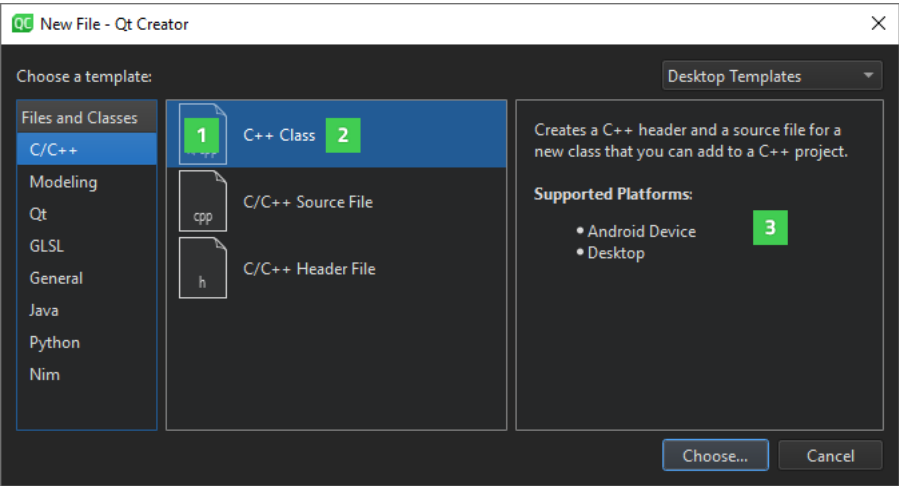 QC New File - Qt Creator
Choose a template:
Desktop Templates
Files and Classes
C/C++
Modeling
Qt
GLSL
General
Java
Python
Nim
1
C++ Class 2
cpp
C/C++ Source File
h
C/C++ Header File
Creates a C++ header and a source file for a
new class that you can add to a C++ project.
Supported Platforms:
• Android Device
• Desktop
3
Choose...
Cancel